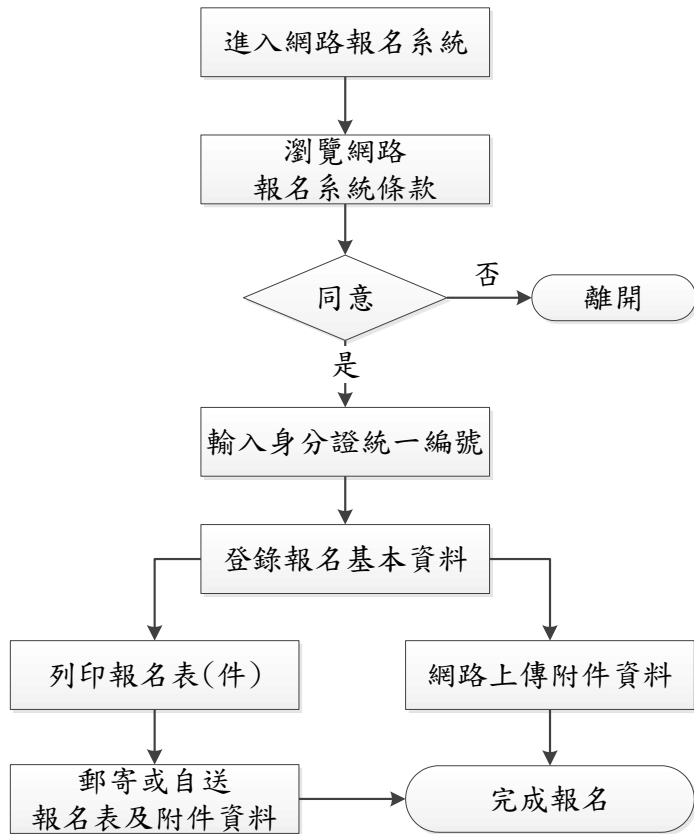 進入網路報名系統
瀏覽網路
報名系統條款
同意
否
離開
是
輸入身分證統一編號
登錄報名基本資料
列印報名表(件)
網路上傳附件資料
郵寄或自送
報名表及附件資料
完成報名